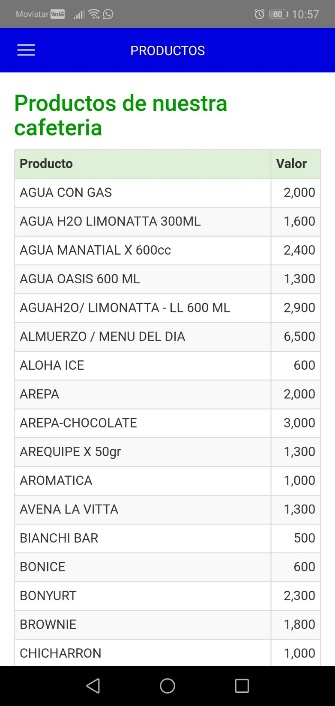 Movistar
80 10:57
PRODUCTOS
Productos de nuestra
cafeteria
Producto Valor
AGUA CON GAS 2,000
AGUA H2O LIMONATTA 300ML 1,600
AGUA MANATIAL X 600cc 2,400
AGUA OASIS 600 ML 1,300
AGUAH2O/ LIMONATTA - LL 600 ML 2,900
ALMUERZO / MENU DEL DIA 6,500
ALOHA ICE 600
AREPA 2,000
AREPA-CHOCOLATE 3,000
AREQUIPE X 50gr 1,300
AROMATICA 1,000
AVENA LA VITTA 1,300
BIANCHI BAR 500
BONICE 600
BONYURT 2,300
BROWNIE 1,800
CHICHARRON 1,000